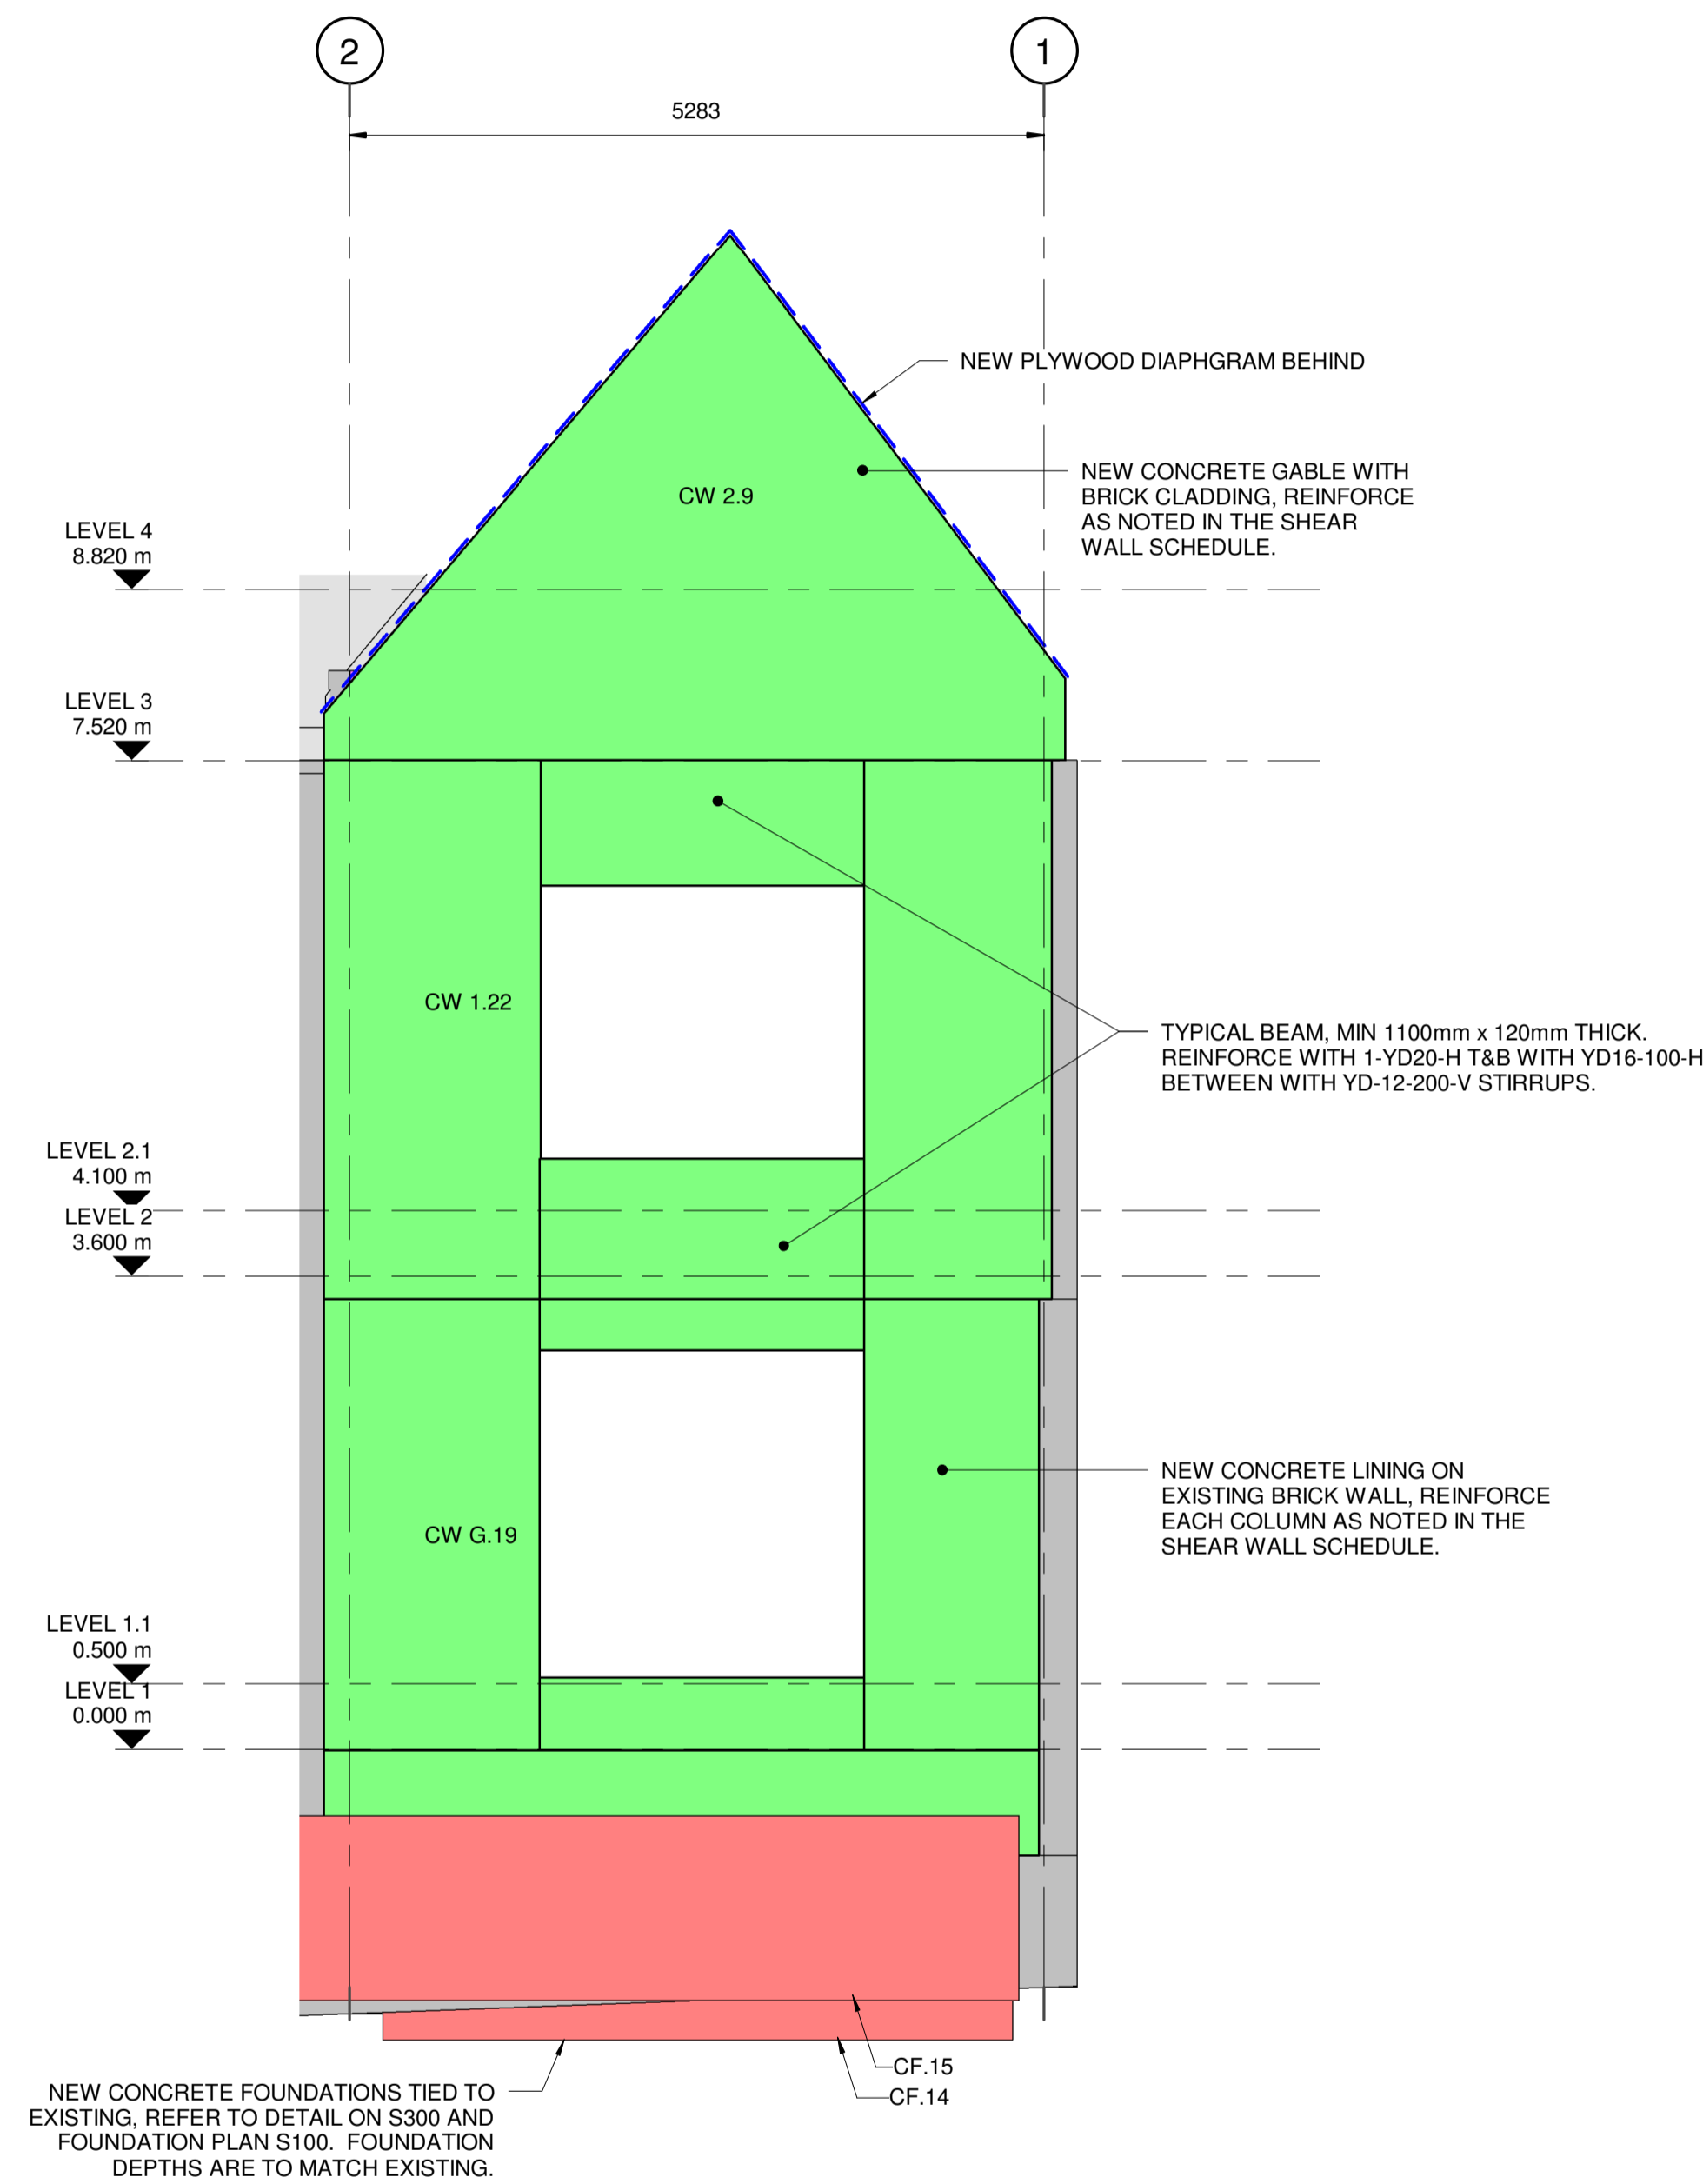 2
1
5283
NEW PLYWOOD DIAPHGRAM BEHIND
NEW CONCRETE GABLE WITH
BRICK CLADDING, REINFORCE
AS NOTED IN THE SHEAR
WALL SCHEDULE.
CW 2.9
LEVEL 4
8.820 m
LEVEL 3
7.520 m
CW 1.22
TYPICAL BEAM, MIN 1100mm x 120mm THICK.
REINFORCE WITH 1-YD20-H T&B WITH YD16-100-H
BETWEEN WITH YD-12-200-V STIRRUPS.
LEVEL 2.1
4.100 m
LEVEL 2
3.600 m
NEW CONCRETE LINING ON
EXISTING BRICK WALL, REINFORCE
EACH COLUMN AS NOTED IN THE
SHEAR WALL SCHEDULE.
CW G.19
LEVEL 1.1
0.500 m
LEVEL 1
0.000 m
CF.15
CF.14
NEW CONCRETE FOUNDATIONS TIED TO
EXISTING, REFER TO DETAIL ON S300 AND
FOUNDATION PLAN S100. FOUNDATION
DEPTHS ARE TO MATCH EXISTING.